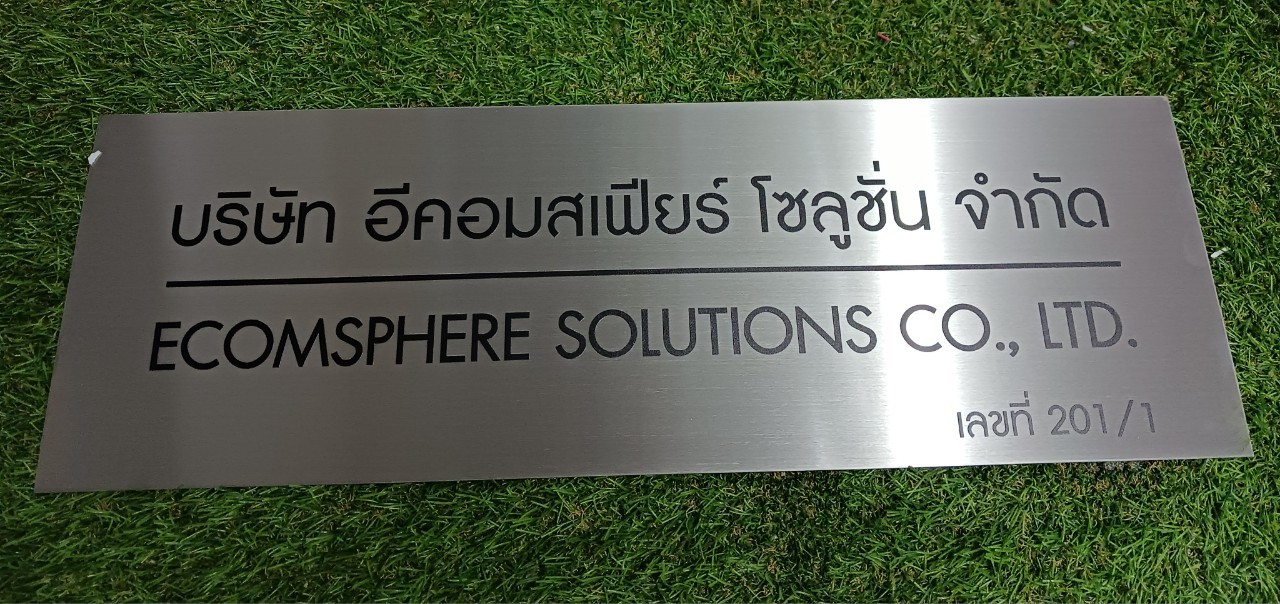 บริษัท อีคอมสเฟียร์ โซลูชั่น จำกัด
ECOMSPHERE SOLUTIONS CO., LTD.
เลขที่ 201/1